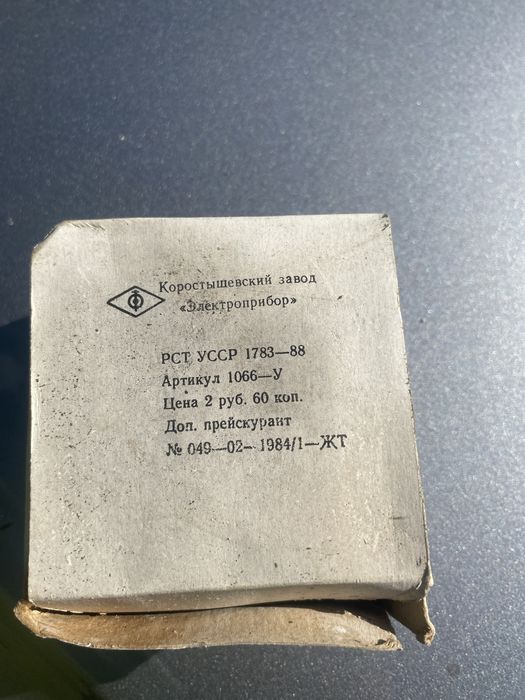 Коростышевский завод
«Электроприбор»
РСТ УССР 1783—88
Артикул 1066—У
Цена 2 руб. 60 коп.
Доп. прейскурант
№ 049—02— 1984/1—ЖТ